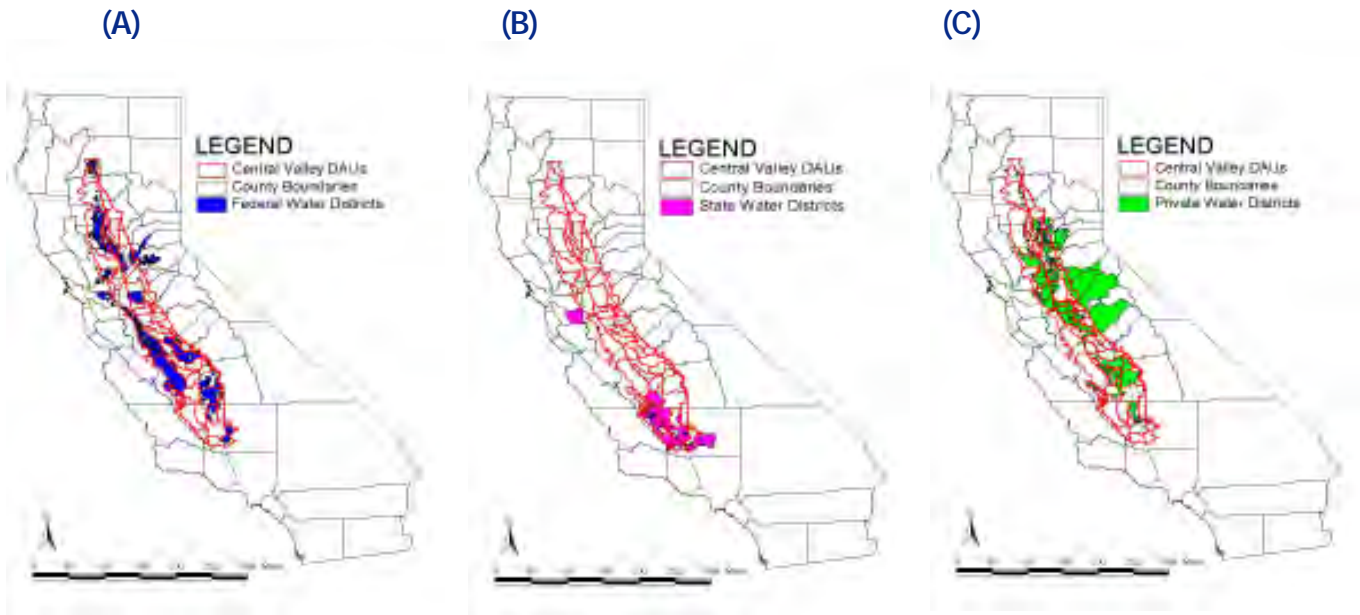 (A)
LEGEND
Central Valley DAUs
County Boundaries
Federal Water Districts
(B)
LEGEND
Central Valley DAUs
County Boundaries
State Water Districts
(C)
LEGEND
Central Valley DAUs
County Boundaries
Private Water Districts